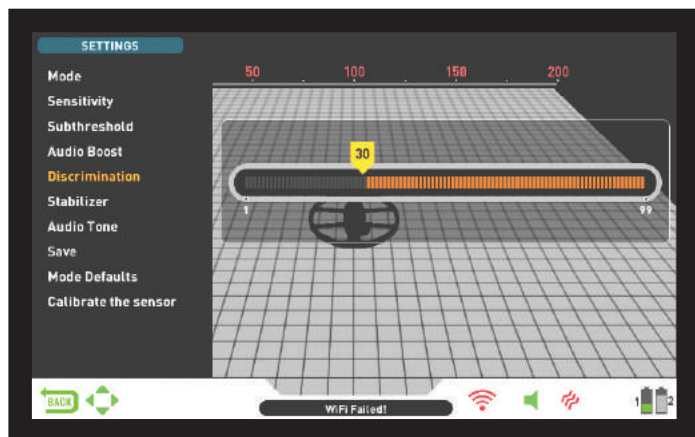 SETTINGS
Mode
Sensitivity
Subthreshold
Audio Boost
Discrimination
Stabilizer
Audio Tone
Save
Mode Defaults
Calibrate the sensor
50 100 150 200
30
1 99
BACK
WiFi Failed!
1 2